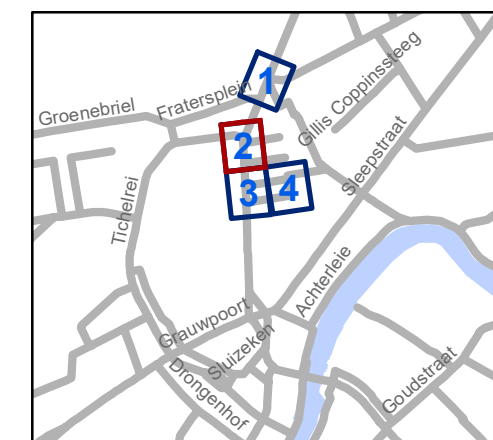 1
Gillis Coppinssteeg
Fratersplein
Groenebriel
2
Sleepstraat
3
4
Tichelrei
Achterleie
Grauwpoort
Sluizeken
Drongenhof
Goudstraat